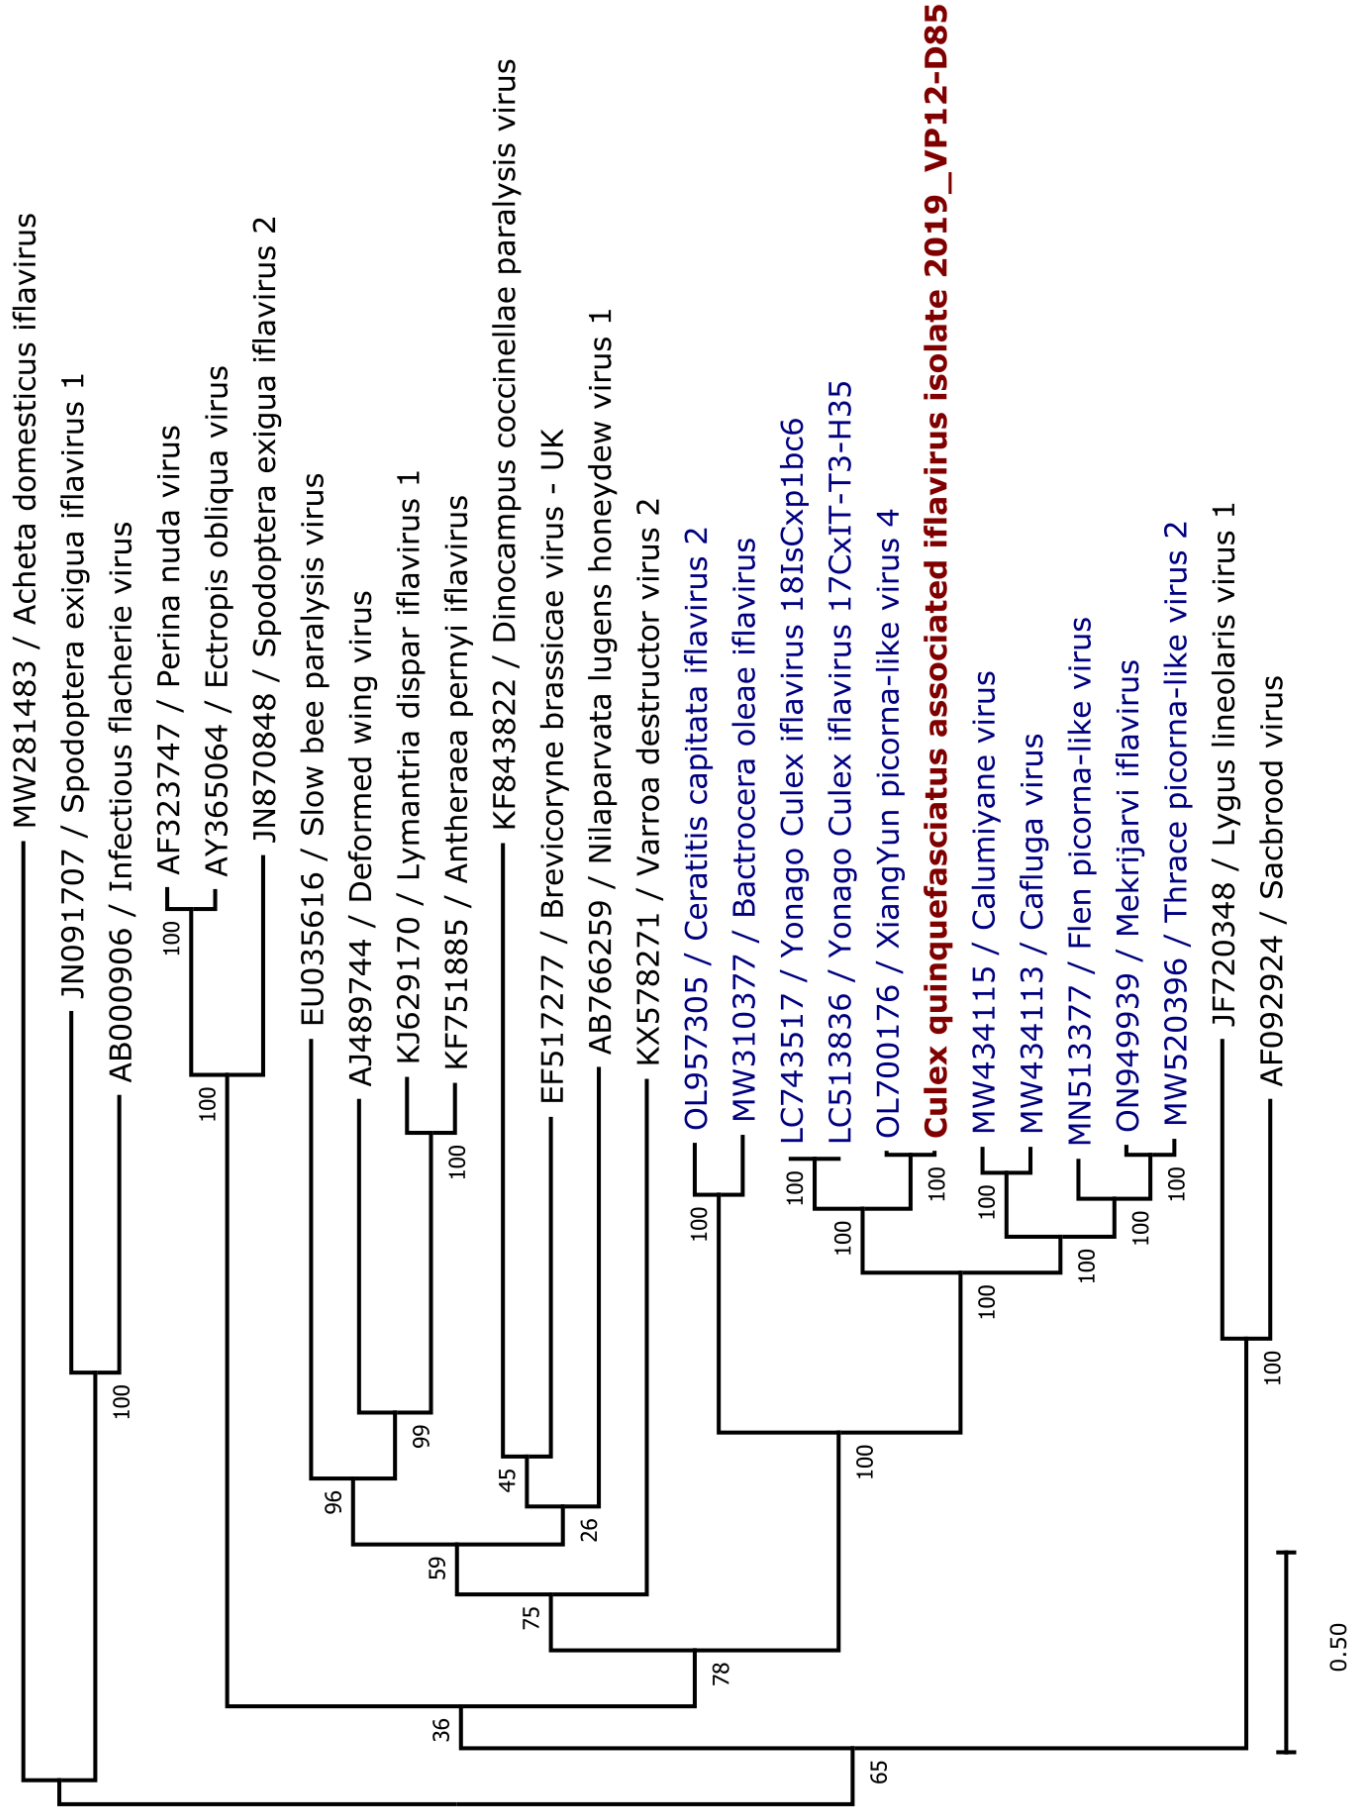 MW281483 / Acheta domesticus iflavirus
JN091707 / Spodoptera exigua iflavirus 1
AB000906 / Infectious flacherie virus
AF323747 / Perina nuda virus
AY365064 / Ectropis obliqua virus
JN870848 / Spodoptera exigua iflavirus 2
EU035616 / Slow bee paralysis virus
AJ489744 / Deformed wing virus
KJ629170 / Lymantria dispar iflavirus 1
KF751885 / Antheraea pernyi iflavirus
KF843822 / Dinocampus coccinellae paralysis virus
EF517277 / Brevicoryne brassicae virus - UK
AB766259 / Nilaparvata lugens honeydew virus 1
KX578271 / Varroa destructor virus 2
OL957305 / Ceratitis capitata iflavirus 2
MW310377 / Bactrocera oleae iflavirus
LC743517 / Yonago Culex iflavirus 18IsCxp1bc6
LC513836 / Yonago Culex iflavirus 17CxIT-T3-H35
OL700176 / XiangYun picorna-like virus 4
Culex quinquefasciatus associated iflavirus isolate 2019_VP12-D85
MW434115 / Calumiyane virus
MW434113 / Cafluga virus
MN513377 / Flen picorna-like virus
ON949939 / Mekrijarvi iflavirus
MW520396 / Thrace picorna-like virus 2
JF720348 / Lygus lineolaris virus 1
AF092924 / Sacbrood virus
100
100
100
96
99
100
45
26
59
75
78
36
65
100
100
100
100
100
100
100
100
100
100
100
100
0.50